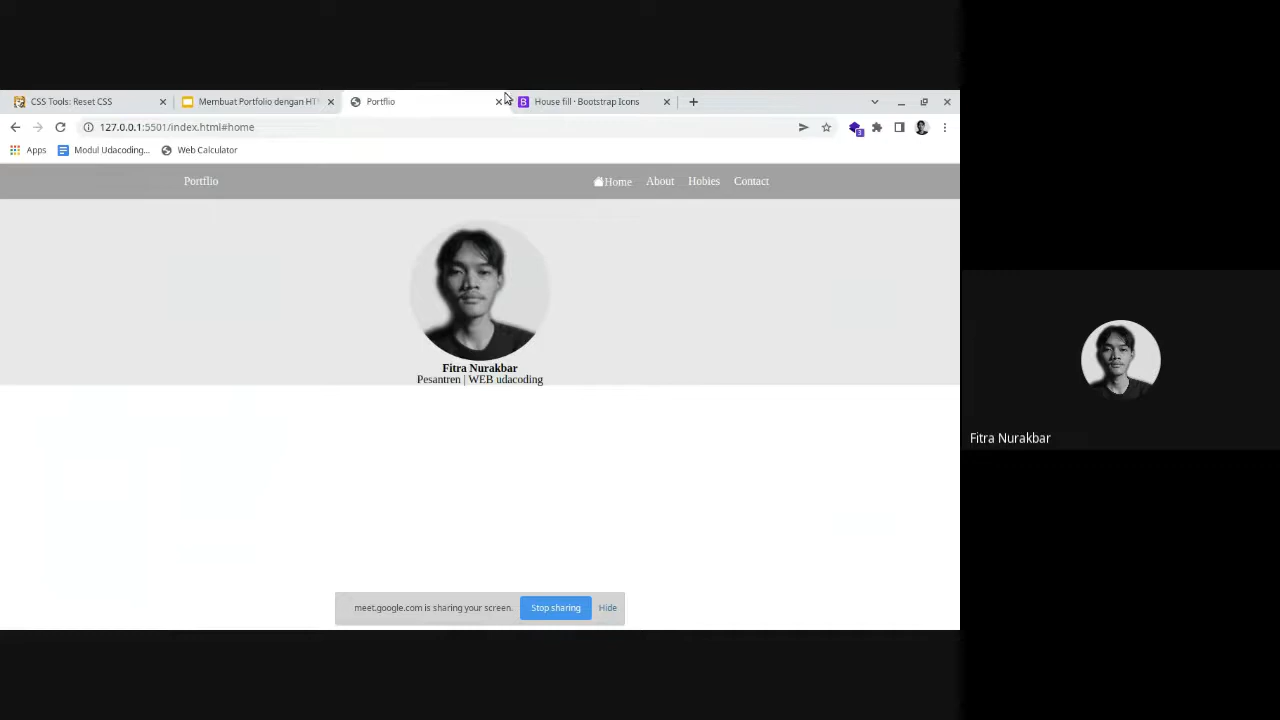 CSS Tools: Reset CSS
Membuat Portfolio dengan HT
Portflio
House fill · Bootstrap Icons
127.0.0.1:5501/index.html#home
3
Apps
Modul Udacoding...
Web Calculator
Portflio
Home
About
Hobies
Contact
Fitra Nurakbar
Pesantren | WEB udacoding
Fitra Nurakbar
meet.google.com is sharing your screen.
Stop sharing
Hide